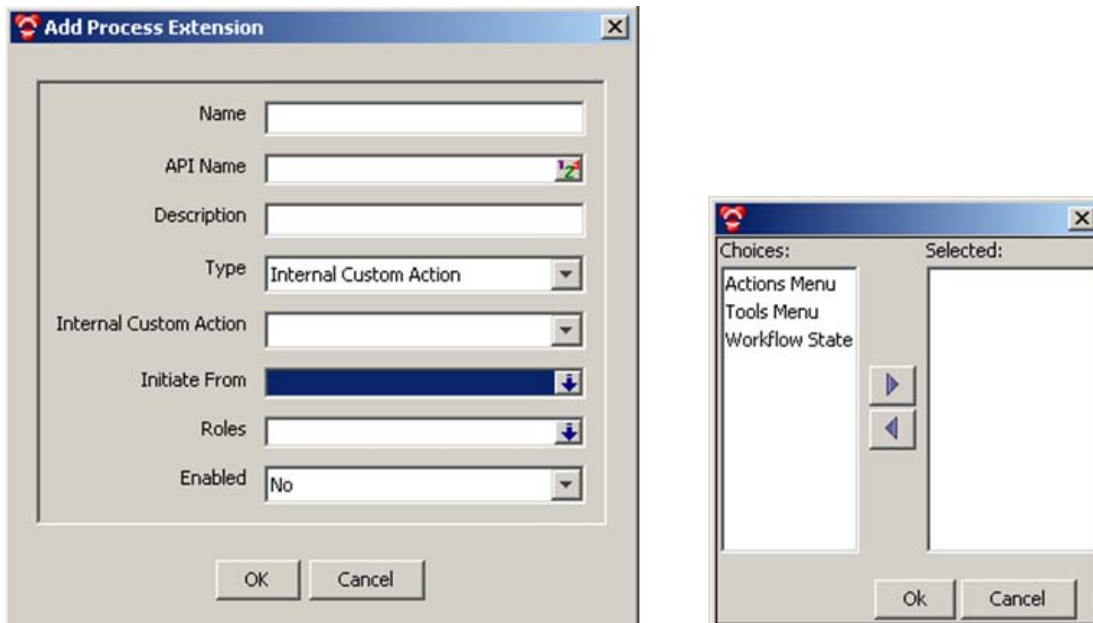 Add Process Extension
Name
API Name
Description
Type Internal Custom Action
Internal Custom Action
Initiate From
Roles
Enabled No
OK Cancel
Choices: Selected:
Actions Menu
Tools Menu
Workflow State
Ok Cancel